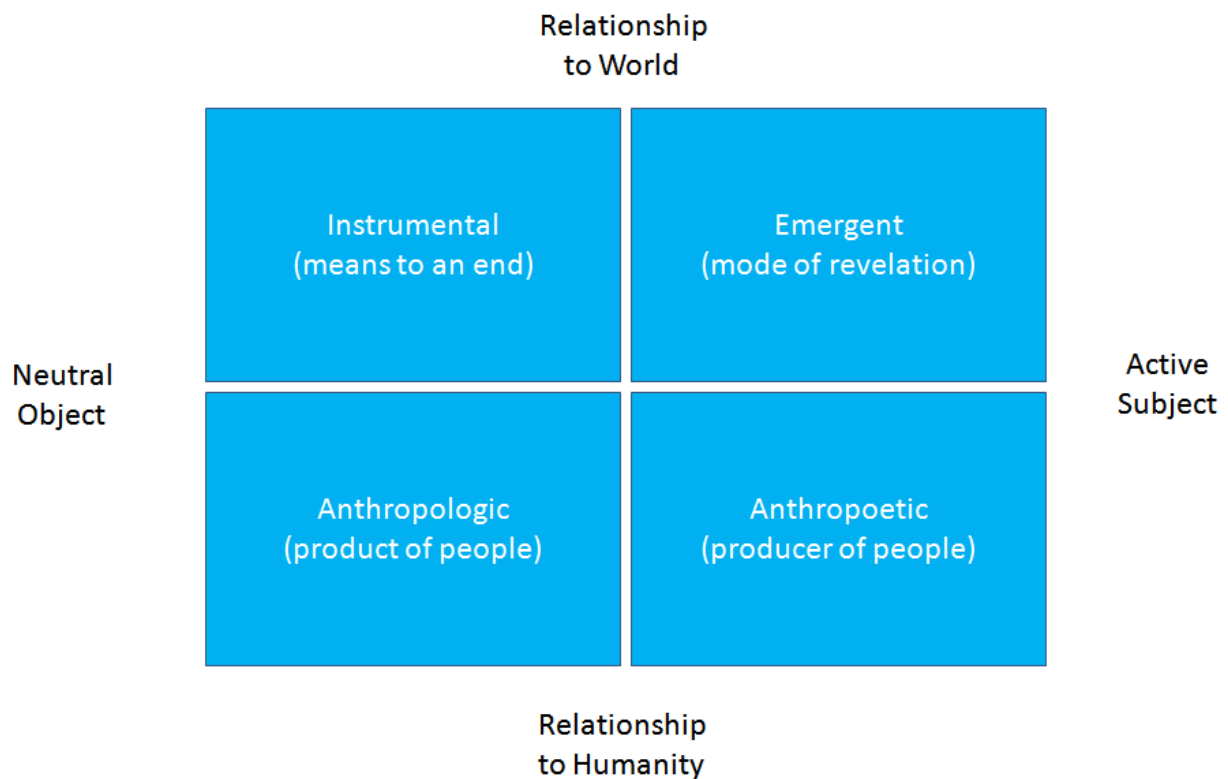 Relationship
to World
Instrumental
(means to an end)
Emergent
(mode of revelation)
Neutral
Object
Active
Subject
Anthropologic
(product of people)
Anthropoetic
(producer of people)
Relationship
to Humanity